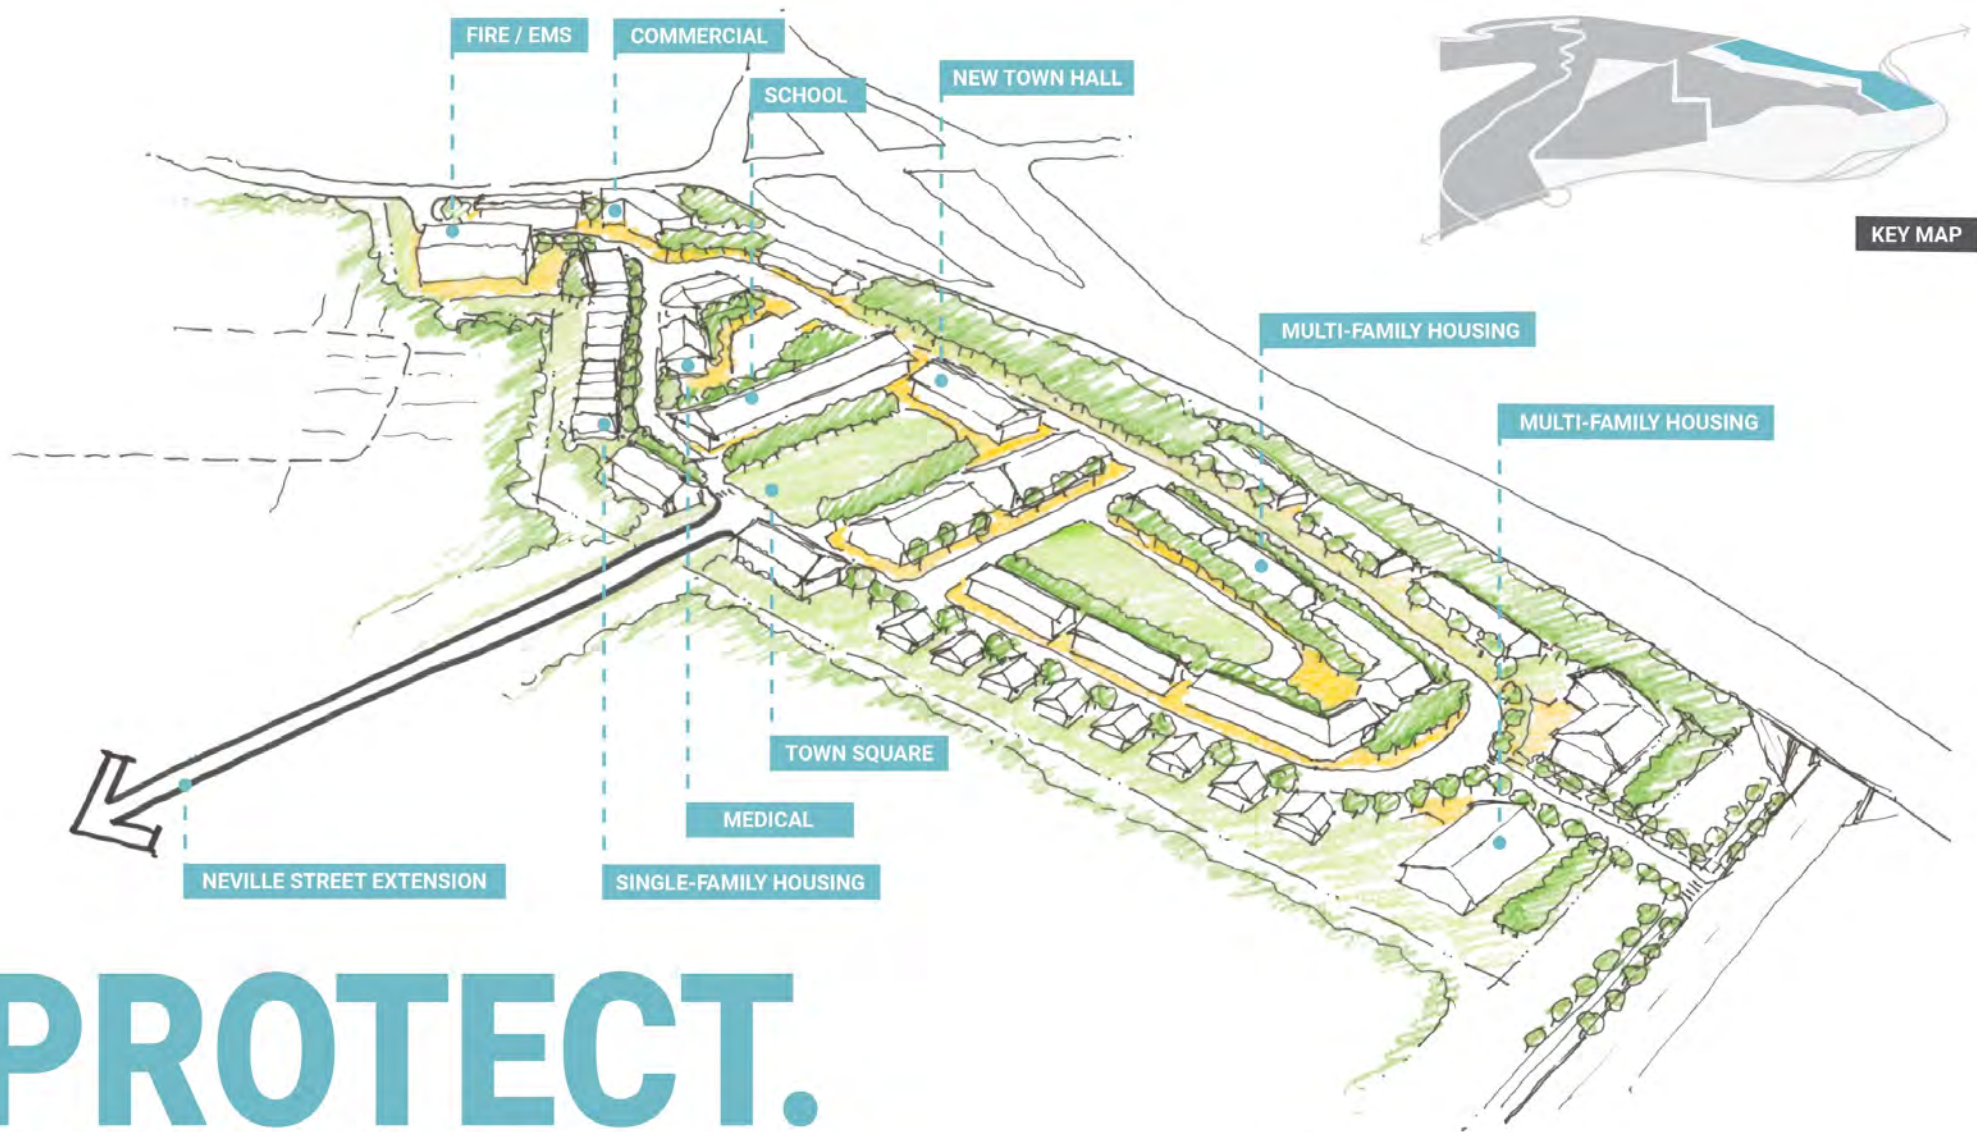 FIRE / EMS
COMMERCIAL
SCHOOL
NEW TOWN HALL
KEY MAP
MULTI-FAMILY HOUSING
MULTI-FAMILY HOUSING
TOWN SQUARE
MEDICAL
NEVILLE STREET EXTENSION
SINGLE-FAMILY HOUSING
PROTECT.